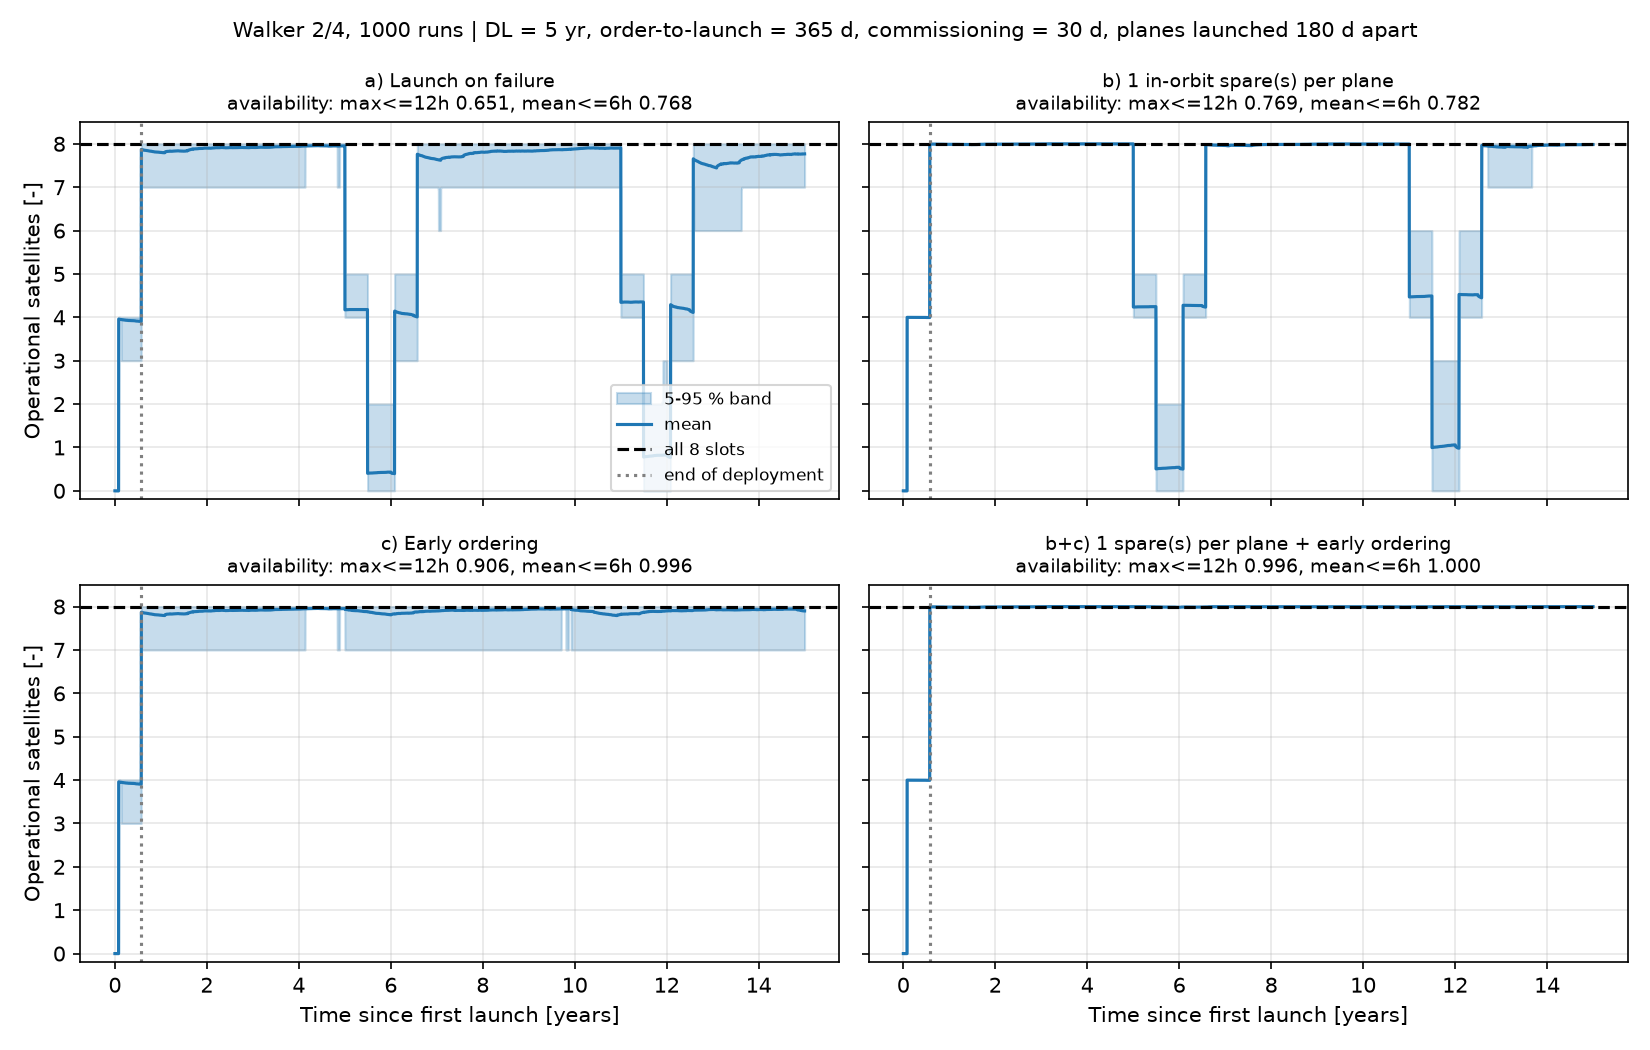 Walker 2/4, 1000 runs | DL = 5 yr, order-to-launch = 365 d, commissioning = 30 d, planes launched 180 d apart
a) Launch on failure
availability: max<=12h 0.651, mean<=6h 0.768
b) 1 in-orbit spare(s) per plane
availability: max<=12h 0.769, mean<=6h 0.782
Operational satellites [-]
8
7
6
5
4
3
2
1
0
5-95 % band
mean
all 8 slots
end of deployment
c) Early ordering
availability: max<=12h 0.906, mean<=6h 0.996
b+c) 1 spare(s) per plane + early ordering
availability: max<=12h 0.996, mean<=6h 1.000
Operational satellites [-]
8
7
6
5
4
3
2
1
0
0 2 4 6 8 10 12 14
Time since first launch [years]
0 2 4 6 8 10 12 14
Time since first launch [years]